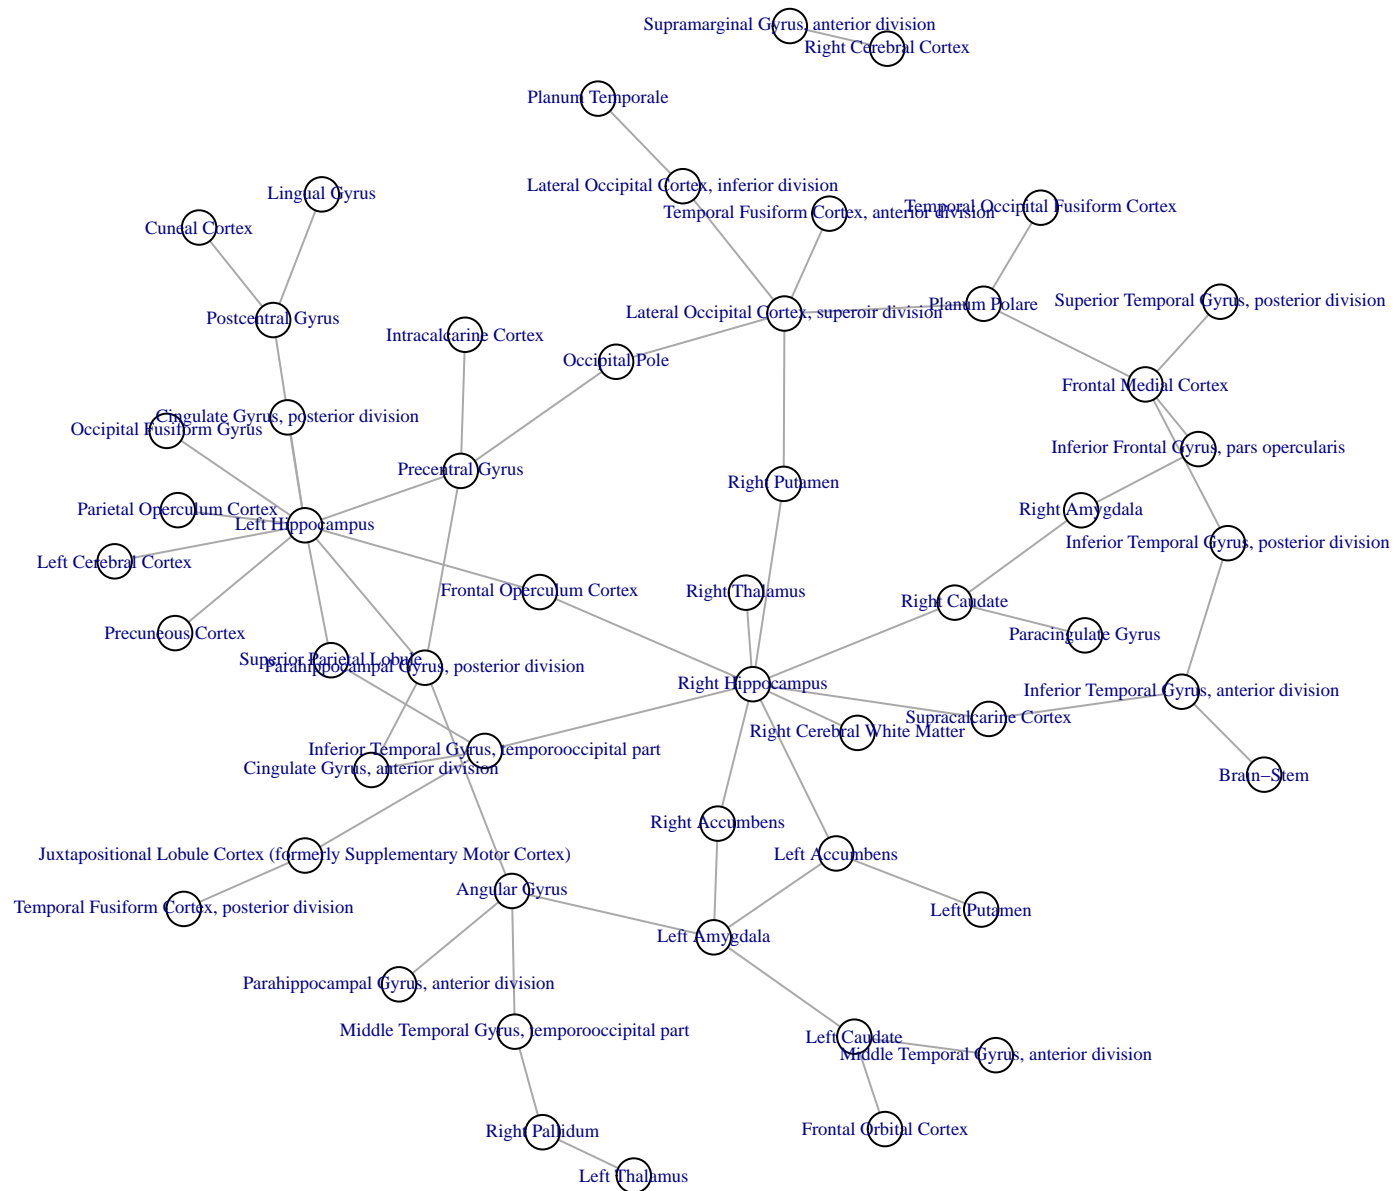 Supramarginal Gyrus, anterior division
Right Cerebral Cortex
Planum Temporale
Lateral Occipital Cortex, inferior division
Lingual Gyrus
Temporal Fusiform Cortex, anterior division
Temporal Occipital Fusiform Cortex
Cuneal Cortex
Superior Temporal Gyrus, posterior division
Planum Polare
Lateral Occipital Cortex, superoir division
Postcentral Gyrus
Intracalcarine Cortex
Occipital Pole
Frontal Medial Cortex
Cingulate Gyrus, posterior division
Occipital Fusiform Gyrus
Inferior Frontal Gyrus, pars opercularis
Precentral Gyrus
Right Putamen
Parietal Operculum Cortex
Right Amygdala
Left Hippocampus
Inferior Temporal Gyrus, posterior division
Left Cerebral Cortex
Frontal Operculum Cortex
Right Thalamus
Right Caudate
Precuneous Cortex
Paracingulate Gyrus
Superior Parietal Lobule
Parahippocampal Gyrus, posterior division
Right Hippocampus
Inferior Temporal Gyrus, anterior division
Supracalcarine Cortex
Right Cerebral White Matter
Inferior Temporal Gyrus, temporooccipital part
Cingulate Gyrus, anterior division
Brain−Stem
Right Accumbens
Juxtapositional Lobule Cortex (formerly Supplementary Motor Cortex)
Left Accumbens
Angular Gyrus
Temporal Fusiform Cortex, posterior division
Left Putamen
Left Amygdala
Parahippocampal Gyrus, anterior division
Middle Temporal Gyrus, temporooccipital part
Left Caudate
Middle Temporal Gyrus, anterior division
Frontal Orbital Cortex
Right Pallidum
Left Thalamus